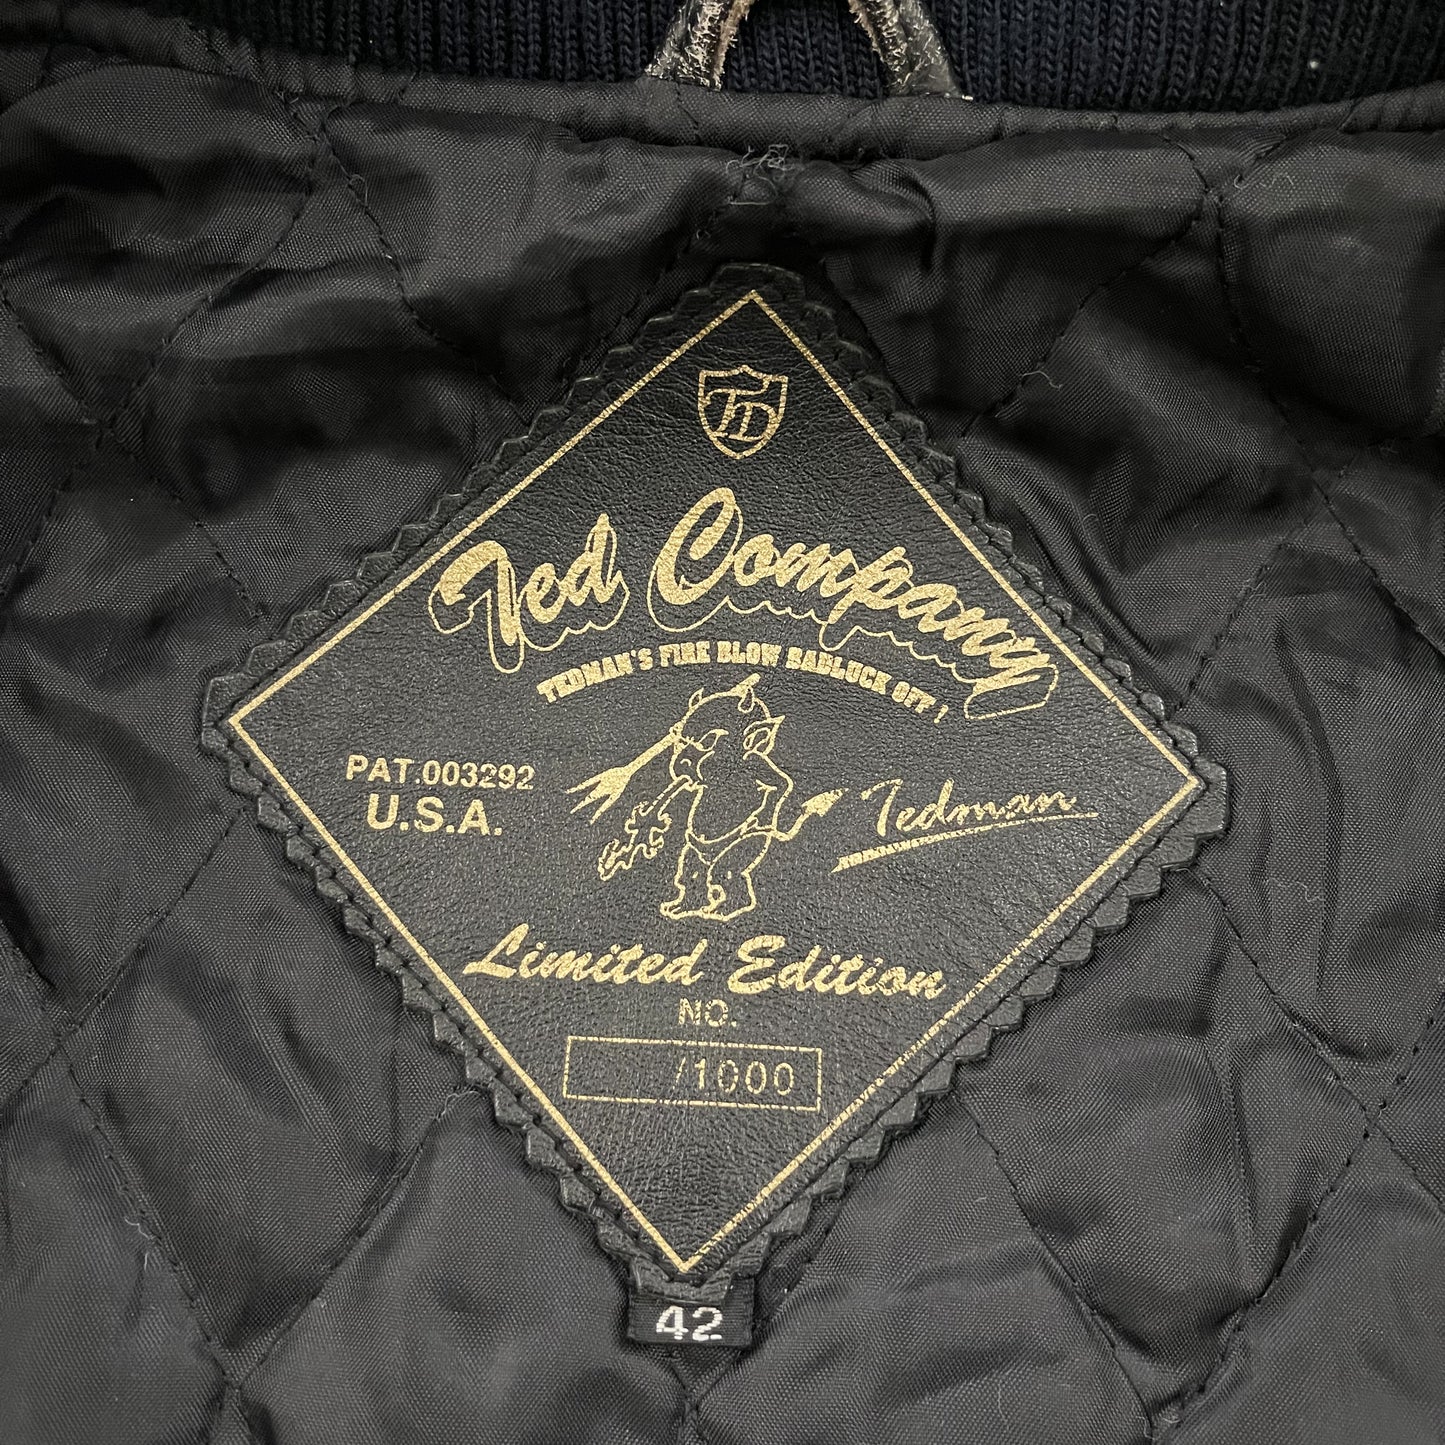 TD
Ted Company
TEDMAN'S FIRE BLOW BADLUCK OFF!
PAT.003292
U.S.A.
Tedman
Limited Edition
NO.
/1000
42